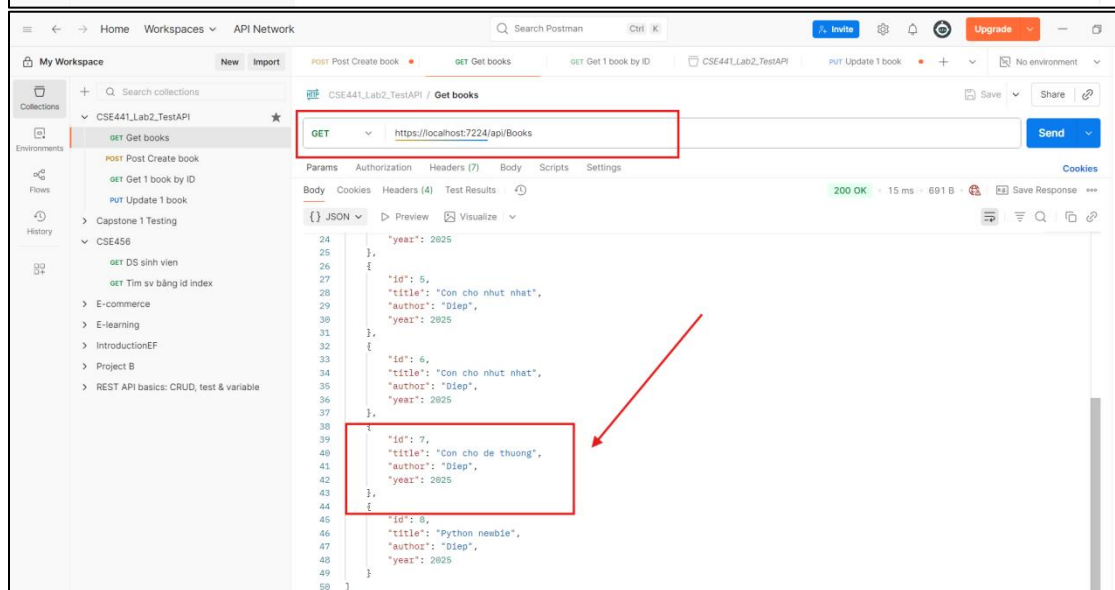 Home Workspaces API Network Search Postman Ctrl K Invite Upgrade
My Workspace New Import POST Post Create book GET Get books GET Get 1 book by ID CSE441_Lab2_TestAPI PUT Update 1 book + No environment
Collections
Environments
Flows
History
+ Search collections
CSE441_Lab2_TestAPI
GET Get books
POST Post Create book
GET Get 1 book by ID
PUT Update 1 book
Capstone 1 Testing
CSE456
GET DS sinh vien
GET Tim sv bằng id index
E-commerce
E-learning
IntroductionEF
Project B
REST API basics: CRUD, test & variable
HTTP CSE441_Lab2_TestAPI / Get books Save Share
GET https://localhost:7224/api/Books Send
Params Authorization Headers (7) Body Scripts Settings Cookies
Body Cookies Headers (4) Test Results 200 OK 15 ms 691 B Save Response
{} JSON Preview Visualize
24 "year": 2025
25 },
26 {
27 "id": 5,
28 "title": "Con cho nhut nhat",
29 "author": "Diep",
30 "year": 2025
31 },
32 {
33 "id": 6,
34 "title": "Con cho nhut nhat",
35 "author": "Diep",
36 "year": 2025
37 },
38 {
39 "id": 7,
40 "title": "Con cho de thuong",
41 "author": "Diep",
42 "year": 2025
43 },
44 {
45 "id": 8,
46 "title": "Python newbie",
47 "author": "Diep",
48 "year": 2025
49 }
50 ]